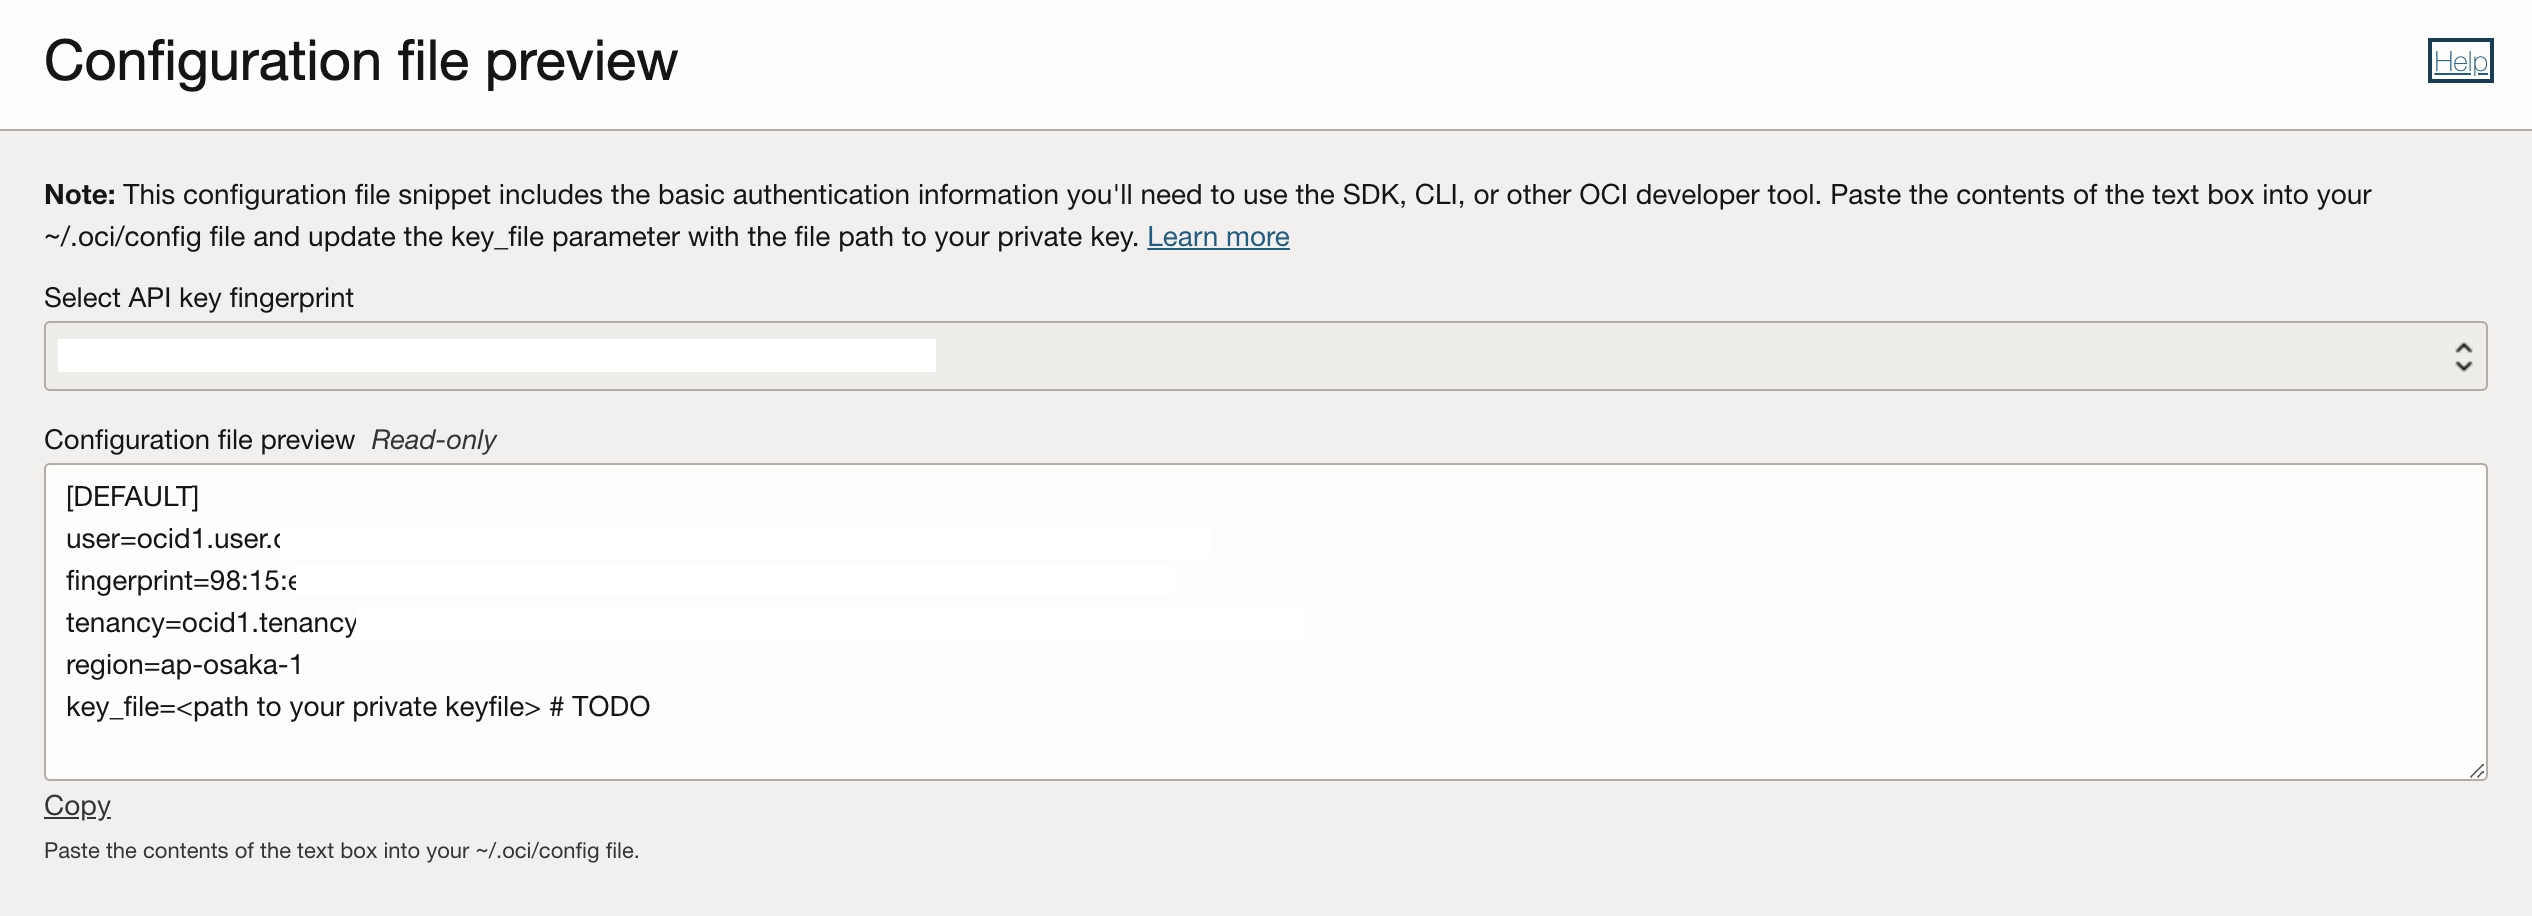 Configuration file preview
Help
Note: This configuration file snippet includes the basic authentication information you'll need to use the SDK, CLI, or other OCI developer tool. Paste the contents of the text box into your
~/.oci/config file and update the key_file parameter with the file path to your private key. Learn more
Select API key fingerprint
Configuration file preview Read-only
[DEFAULT]
user=ocid1.user.
fingerprint=98:15:
tenancy=ocid1.tenancy
region=ap-osaka-1
key_file=<path to your private keyfile> # TODO
Copy
Paste the contents of the text box into your ~/.oci/config file.